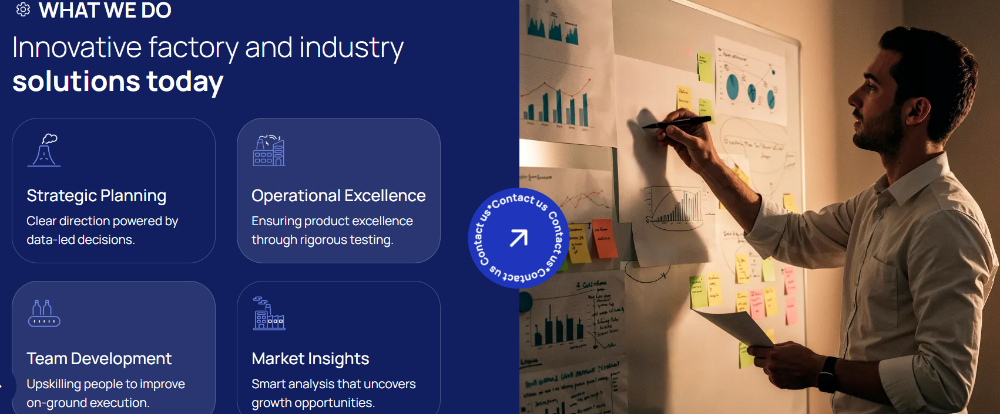 WHAT WE DO
Innovative factory and industry
solutions today
Strategic Planning
Clear direction powered by
data-led decisions.
Operational Excellence
Ensuring product excellence
through rigorous testing.
Team Development
Upskilling people to improve
on-ground execution.
Market Insights
Smart analysis that uncovers
growth opportunities.
Contact us*Contact us Contact us*Contact us